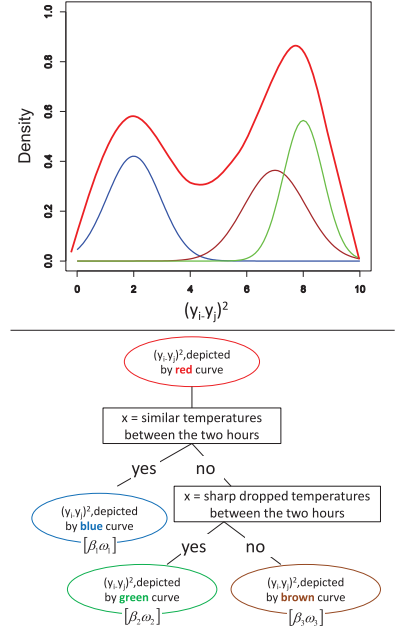 1.0
0.8
0.6
0.4
0.2
0.0
Density
0 2 4 6 8 10
(yi-yj)²
(yi-yj)²,depicted
by red curve
x = similar temperatures
between the two hours
yes no
(yi-yj)²,depicted
by blue curve
[β₁ω₁]
x = sharp dropped temperatures
between the two hours
yes no
(yi-yj)²,depicted
by green curve
[β₂ω₂]
(yi-yj)²,depicted
by brown curve
[β₃ω₃]